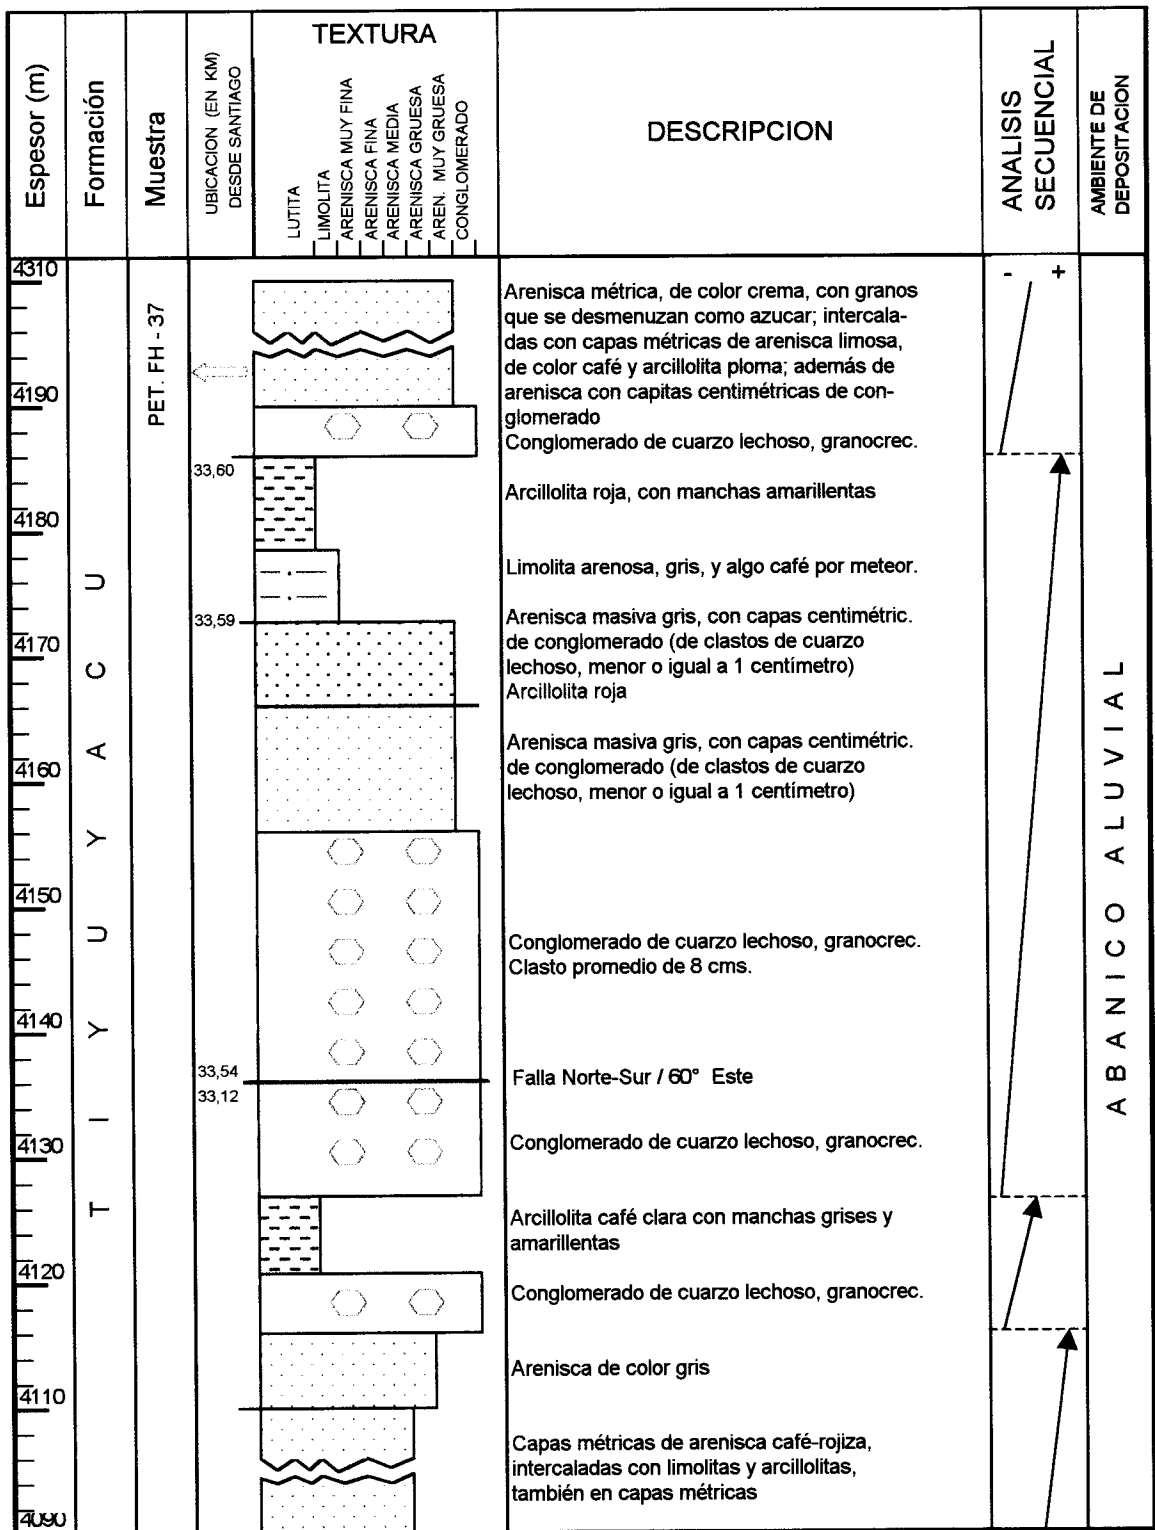 TEXTURA
Espesor (m)
Formación
Muestra
UBICACION (EN KM)
DESDE SANTIAGO
LUTITA
LIMOLITA
ARENISCA MUY FINA
ARENISCA FINA
ARENISCA MEDIA
ARENISCA GRUESA
AREN. MUY GRUESA
CONGLOMERADO
DESCRIPCION
ANALISIS
SECUENCIAL
AMBIENTE DE
DEPOSITACION
4310
- +
PET. FH - 37
Arenisca métrica, de color crema, con granos
que se desmenuzan como azucar; intercala-
das con capas métricas de arenisca limosa,
de color café y arcillolita ploma; además de
arenisca con capitas centimétricas de con-
glomerado
4190
Conglomerado de cuarzo lechoso, granocrec.
33,60
Arcillolita roja, con manchas amarillentas
4180
Limolita arenosa, gris, y algo café por meteor.
33,59
Arenisca masiva gris, con capas centimétric.
de conglomerado (de clastos de cuarzo
lechoso, menor o igual a 1 centímetro)
4170
Arcillolita roja
Arenisca masiva gris, con capas centimétric.
de conglomerado (de clastos de cuarzo
lechoso, menor o igual a 1 centímetro)
4160
TIYUYACU
ABANICO ALUVIAL
4150
Conglomerado de cuarzo lechoso, granocrec.
Clasto promedio de 8 cms.
4140
33,54
Falla Norte-Sur / 60° Este
33,12
4130
Conglomerado de cuarzo lechoso, granocrec.
Arcillolita café clara con manchas grises y
amarillentas
4120
Conglomerado de cuarzo lechoso, granocrec.
Arenisca de color gris
4110
Capas métricas de arenisca café-rojiza,
intercaladas con limolitas y arcillolitas,
también en capas métricas
4090